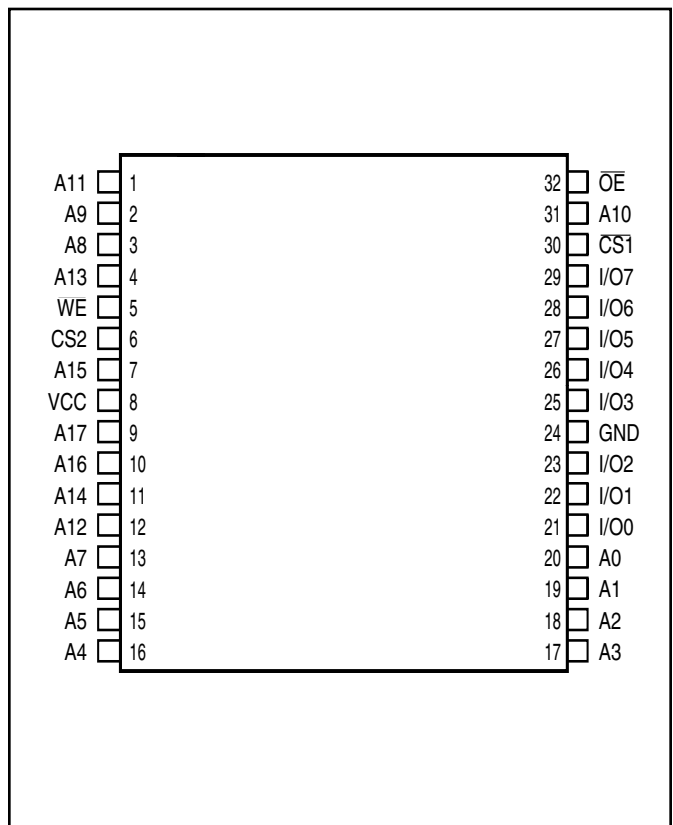 A11 1 32 O̅E̅
A9 2 31 A10
A8 3 30 C̅S̅1̅
A13 4 29 I/O7
W̅E̅ 5 28 I/O6
CS2 6 27 I/O5
A15 7 26 I/O4
VCC 8 25 I/O3
A17 9 24 GND
A16 10 23 I/O2
A14 11 22 I/O1
A12 12 21 I/O0
A7 13 20 A0
A6 14 19 A1
A5 15 18 A2
A4 16 17 A3